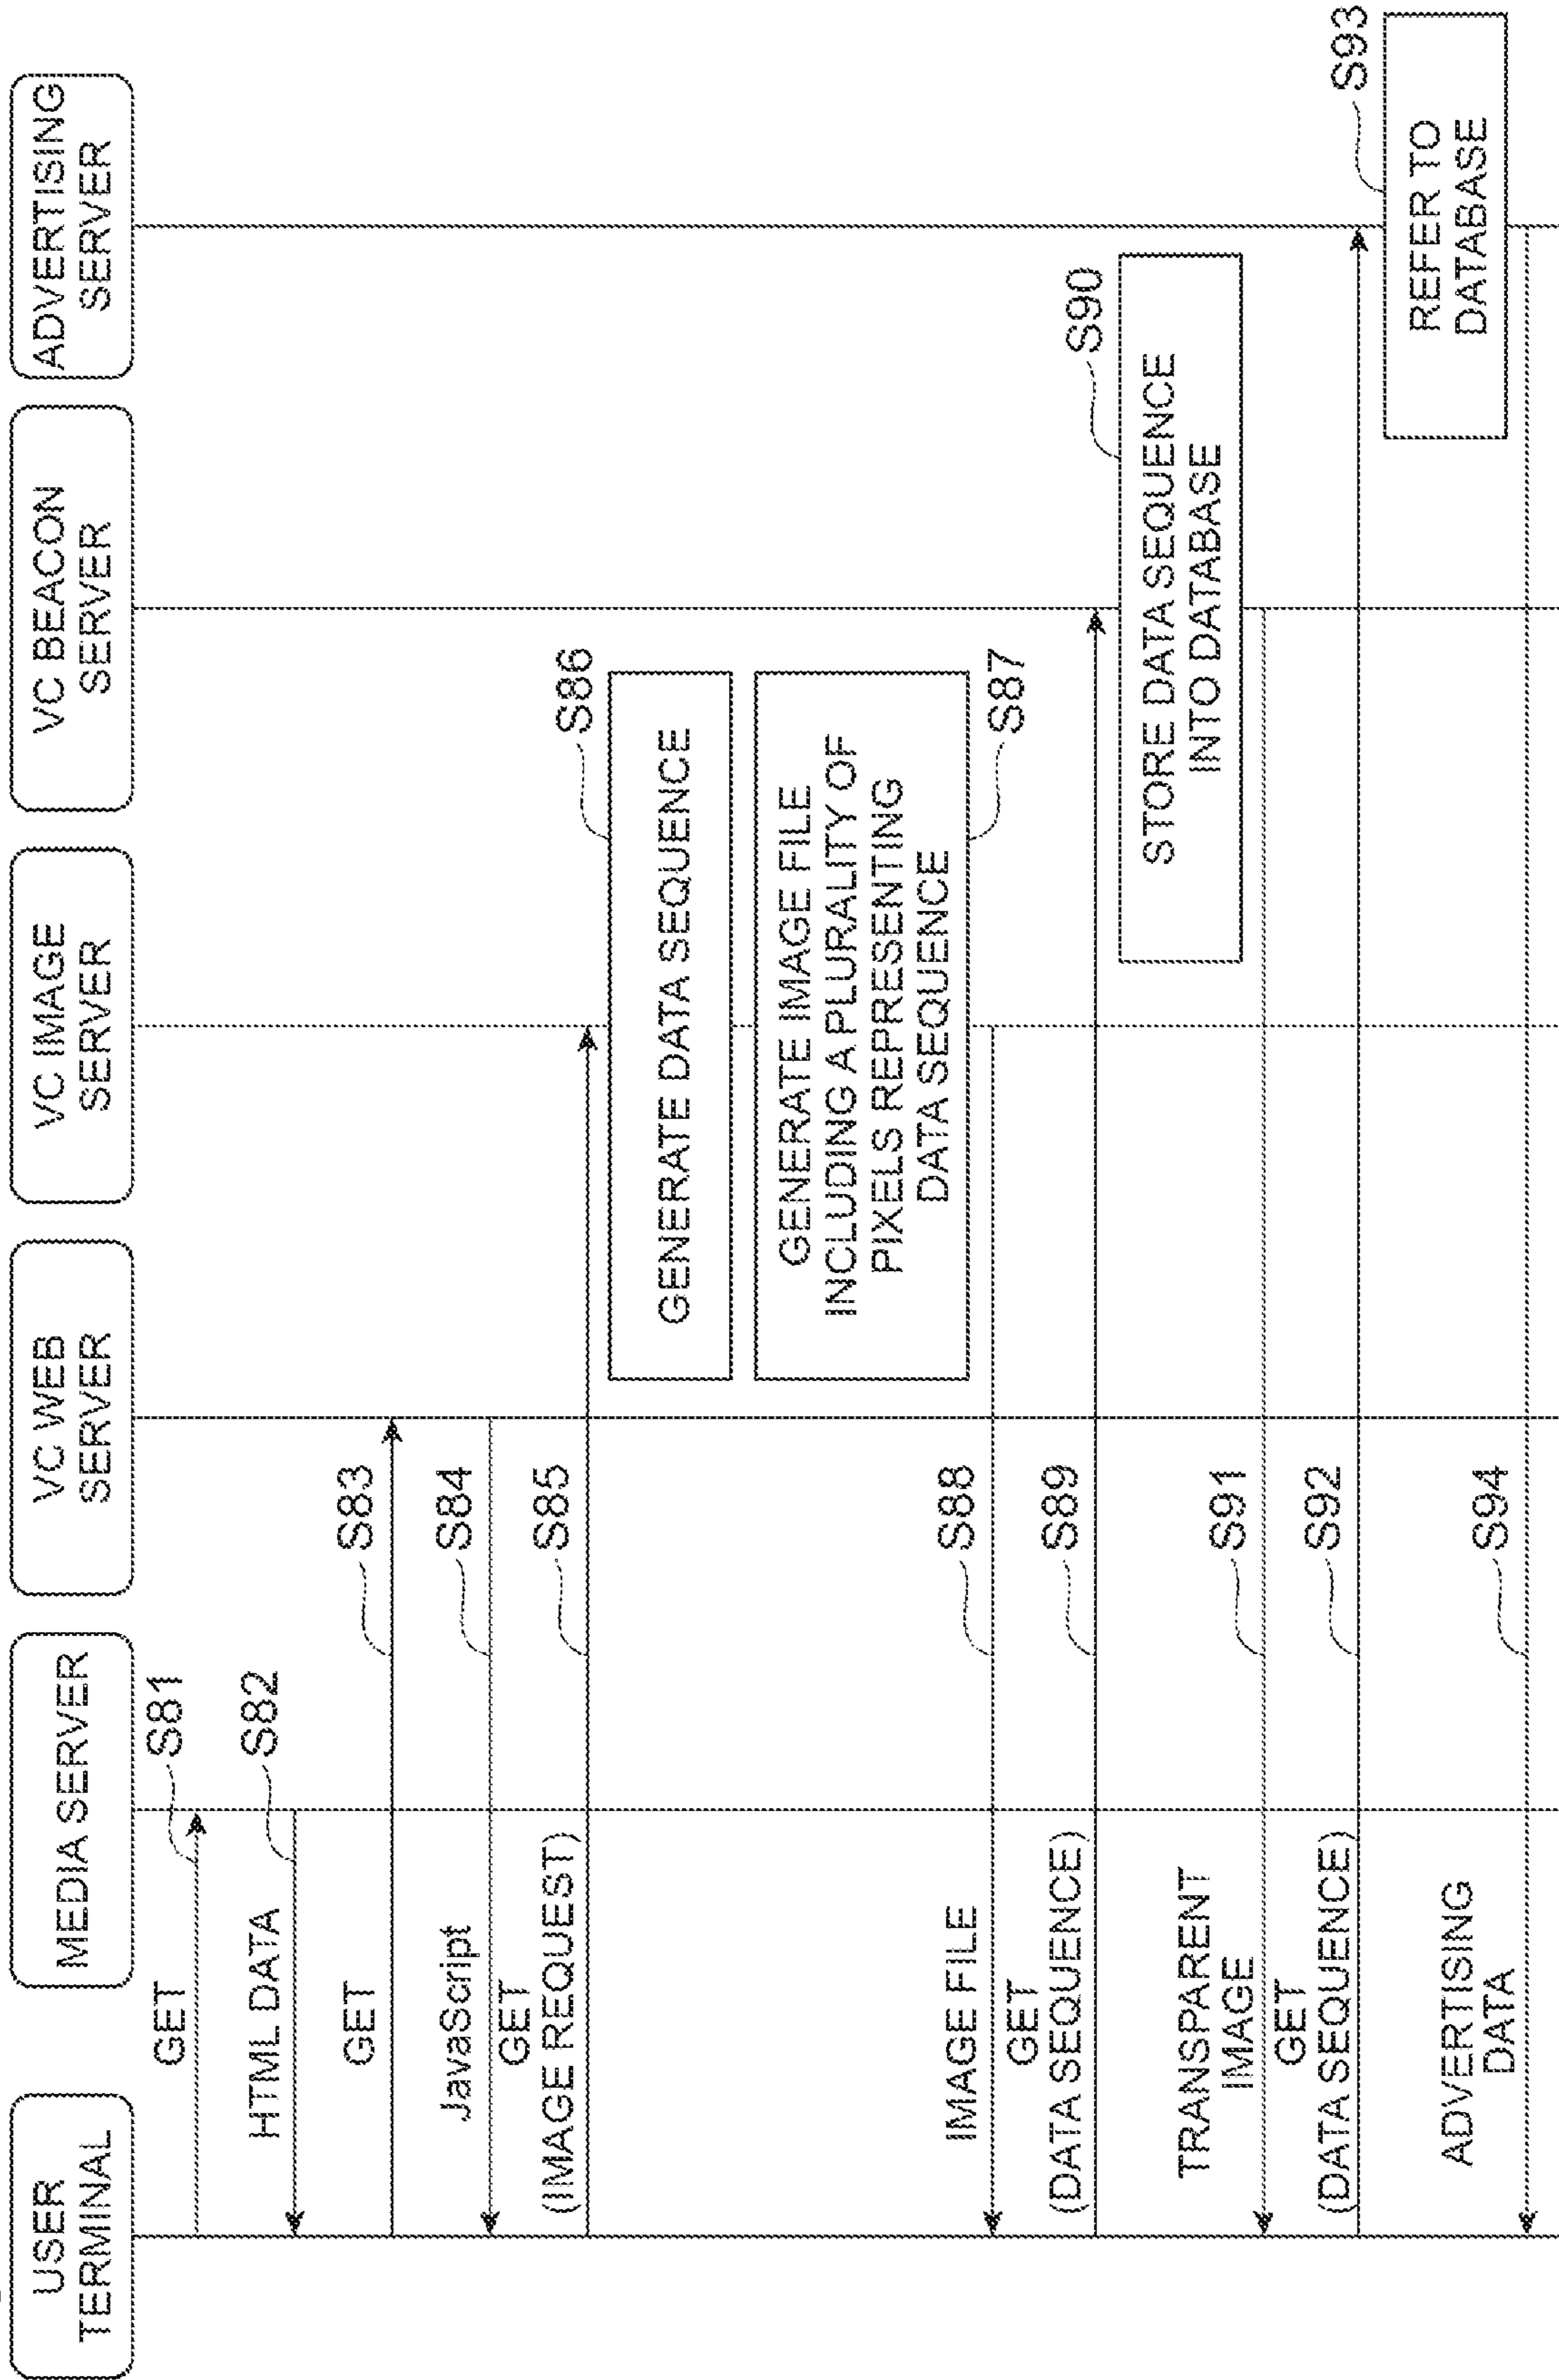 USER
TERMINAL
MEDIA SERVER
VC WEB
SERVER
VC IMAGE
SERVER
VC BEACON
SERVER
ADVERTISING
SERVER
GET
S81
HTML DATA
S82
GET
S83
JavaScript
S84
GET
(IMAGE REQUEST)
S85
S86
GENERATE DATA SEQUENCE
GENERATE IMAGE FILE
INCLUDING A PLURALITY OF
PIXELS REPRESENTING
DATA SEQUENCE
S87
IMAGE FILE
S88
GET
(DATA SEQUENCE)
S89
S90
STORE DATA SEQUENCE
INTO DATABASE
TRANSPARENT
IMAGE
S91
GET
(DATA SEQUENCE)
S92
S93
REFER TO
DATABASE
ADVERTISING
DATA
S94